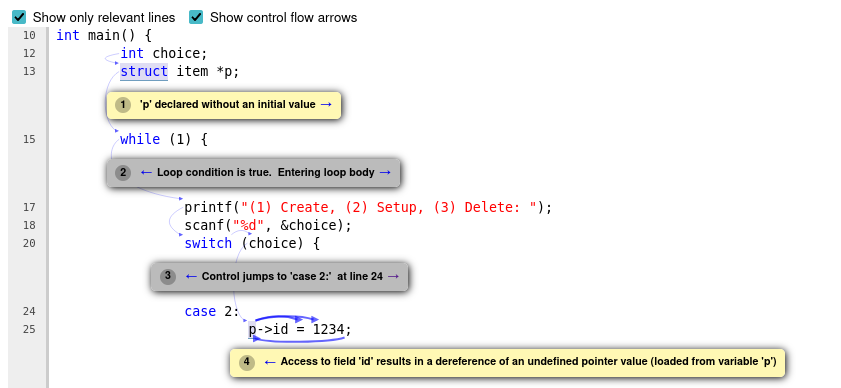 Show only relevant lines Show control flow arrows
10 int main() {
12 int choice;
13 struct item *p;
1 'p' declared without an initial value →
15 while (1) {
2 ← Loop condition is true. Entering loop body →
17 printf("(1) Create, (2) Setup, (3) Delete: ");
18 scanf("%d", &choice);
20 switch (choice) {
3 ← Control jumps to 'case 2:' at line 24 →
24 case 2:
25 p->id = 1234;
4 ← Access to field 'id' results in a dereference of an undefined pointer value (loaded from variable 'p')